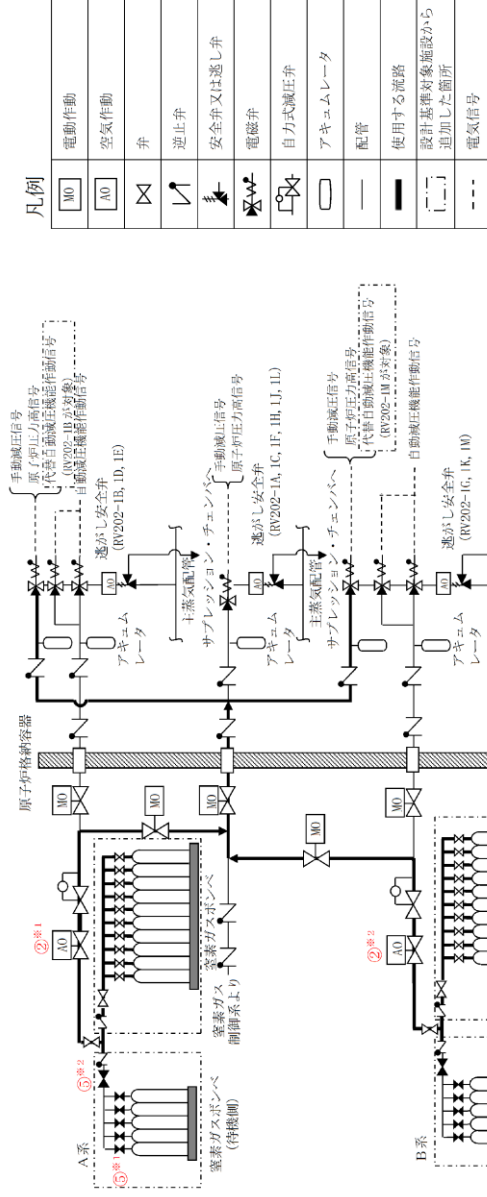 凡例
MO
電動作動
AO
空気作動
弁
逆止弁
安全弁又は逃し弁
電磁弁
自力式減圧弁
アキュムレータ
配管
使用する流路
設計基準対象施設から
追加した箇所
電気信号
手動減圧信号
原子炉圧力高信号
代替自動減圧機能作動信号
(RV202-1B が対象)
自動減圧機能作動信号
逃がし安全弁
(RV202-1B, 1D, 1E)
AO
アキュム
レータ
主蒸気配管
サプレッション・チェンバへ
手動減圧信号
原子炉圧力高信号
逃がし安全弁
(RV202-1A, 1C, 1F, 1H, 1J, 1L)
AO
アキュム
レータ
主蒸気配管
サプレッション・チェンバへ
手動減圧信号
原子炉圧力高信号
代替自動減圧機能作動信号
(RV202-1M が対象)
自動減圧機能作動信号
逃がし安全弁
(RV202-1G, 1K, 1M)
AO
アキュム
レータ
原子炉格納容器
MO
MO
MO
MO
MO
②※1
AO
窒素ガスボンベ
窒素ガス
制御系より
②※2
AO
A系
⑤※2
⑤※1
窒素ガスボンベ
(待機側)
B系